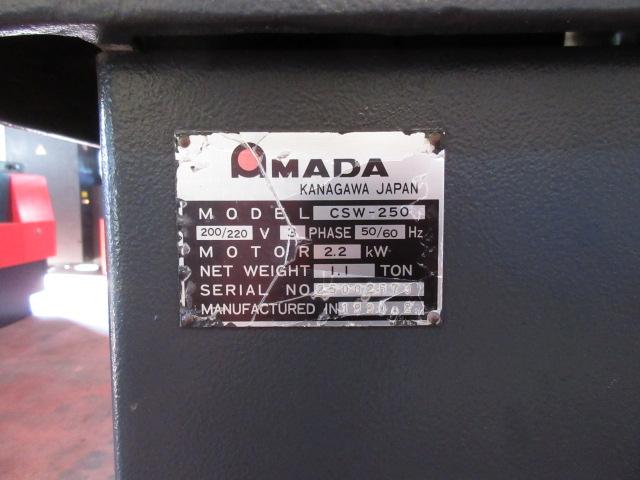 AMADA
KANAGAWA JAPAN
MODEL CSW-250
200/220 V 3 PHASE 50/60 Hz
MOTOR 2.2 kW
NET WEIGHT 1.1 TON
SERIAL NO.
MANUFACTURED IN